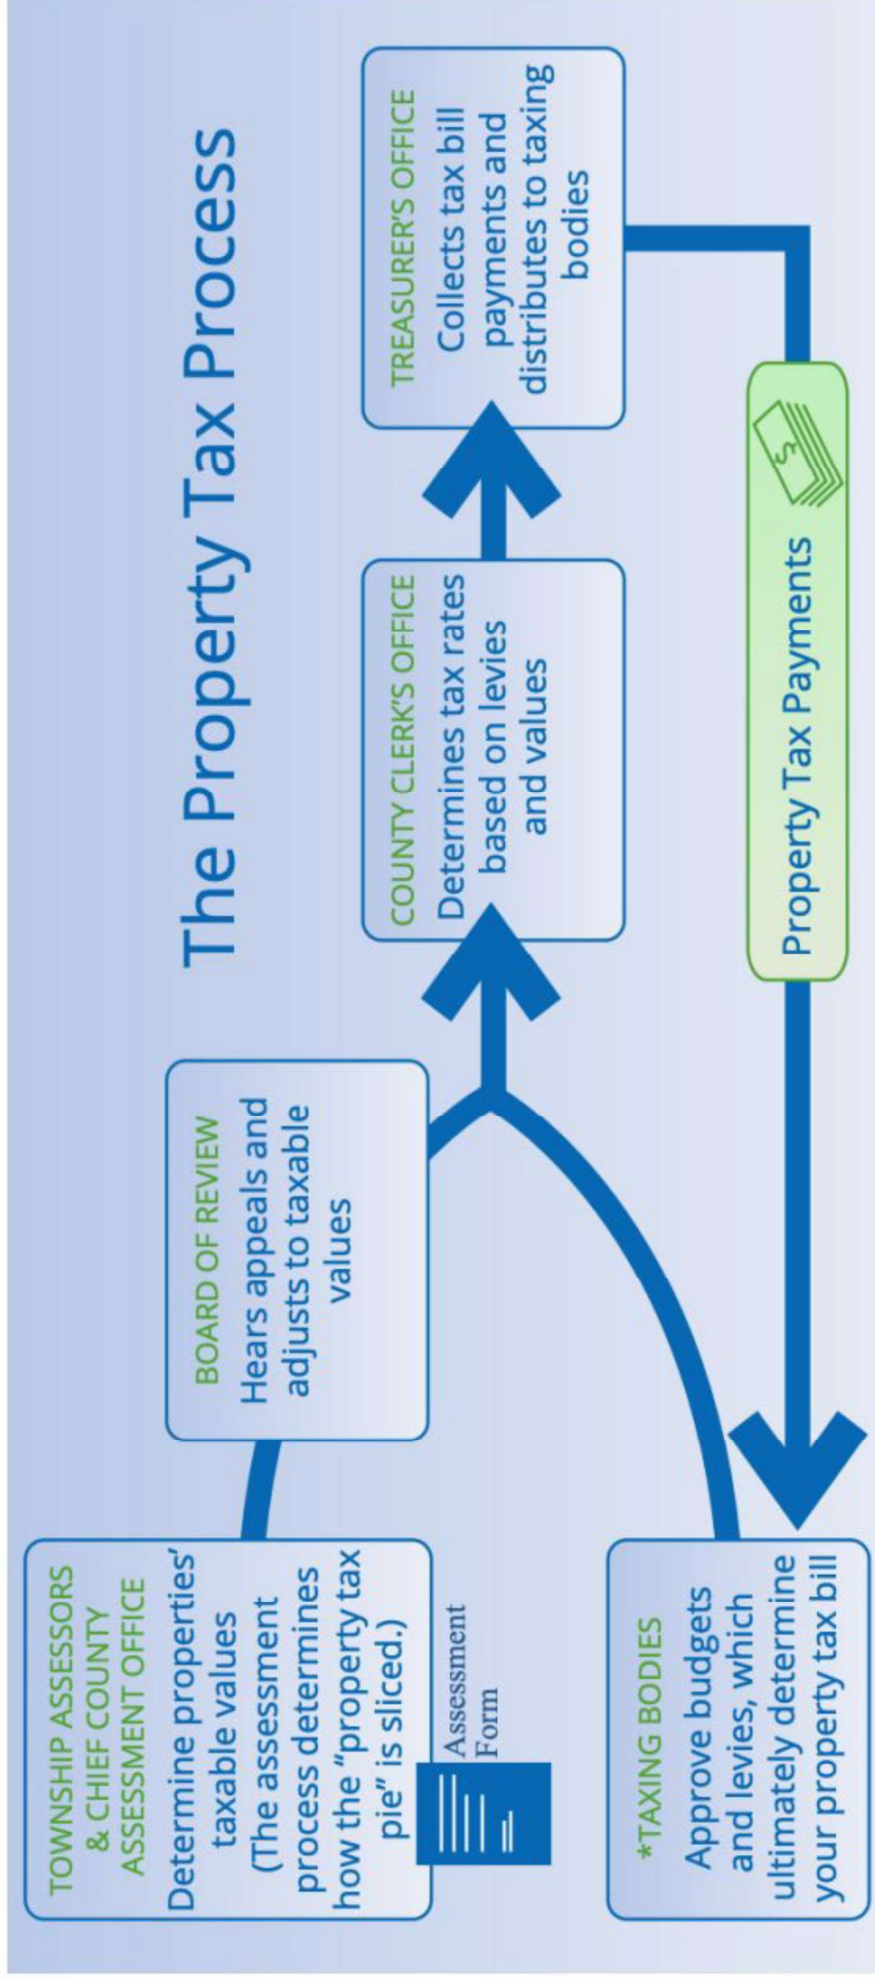 The Property Tax Process
TOWNSHIP ASSESSORS
& CHIEF COUNTY
ASSESSMENT OFFICE
Determine properties’
taxable values
(The assessment
process determines
how the “property tax
pie” is sliced.)
Assessment
Form
BOARD OF REVIEW
Hears appeals and
adjusts to taxable
values
COUNTY CLERK’S OFFICE
Determines tax rates
based on levies
and values
TREASURER’S OFFICE
Collects tax bill
payments and
distributes to taxing
bodies
*TAXING BODIES
Approve budgets
and levies, which
ultimately determine
your property tax bill
Property Tax Payments
$